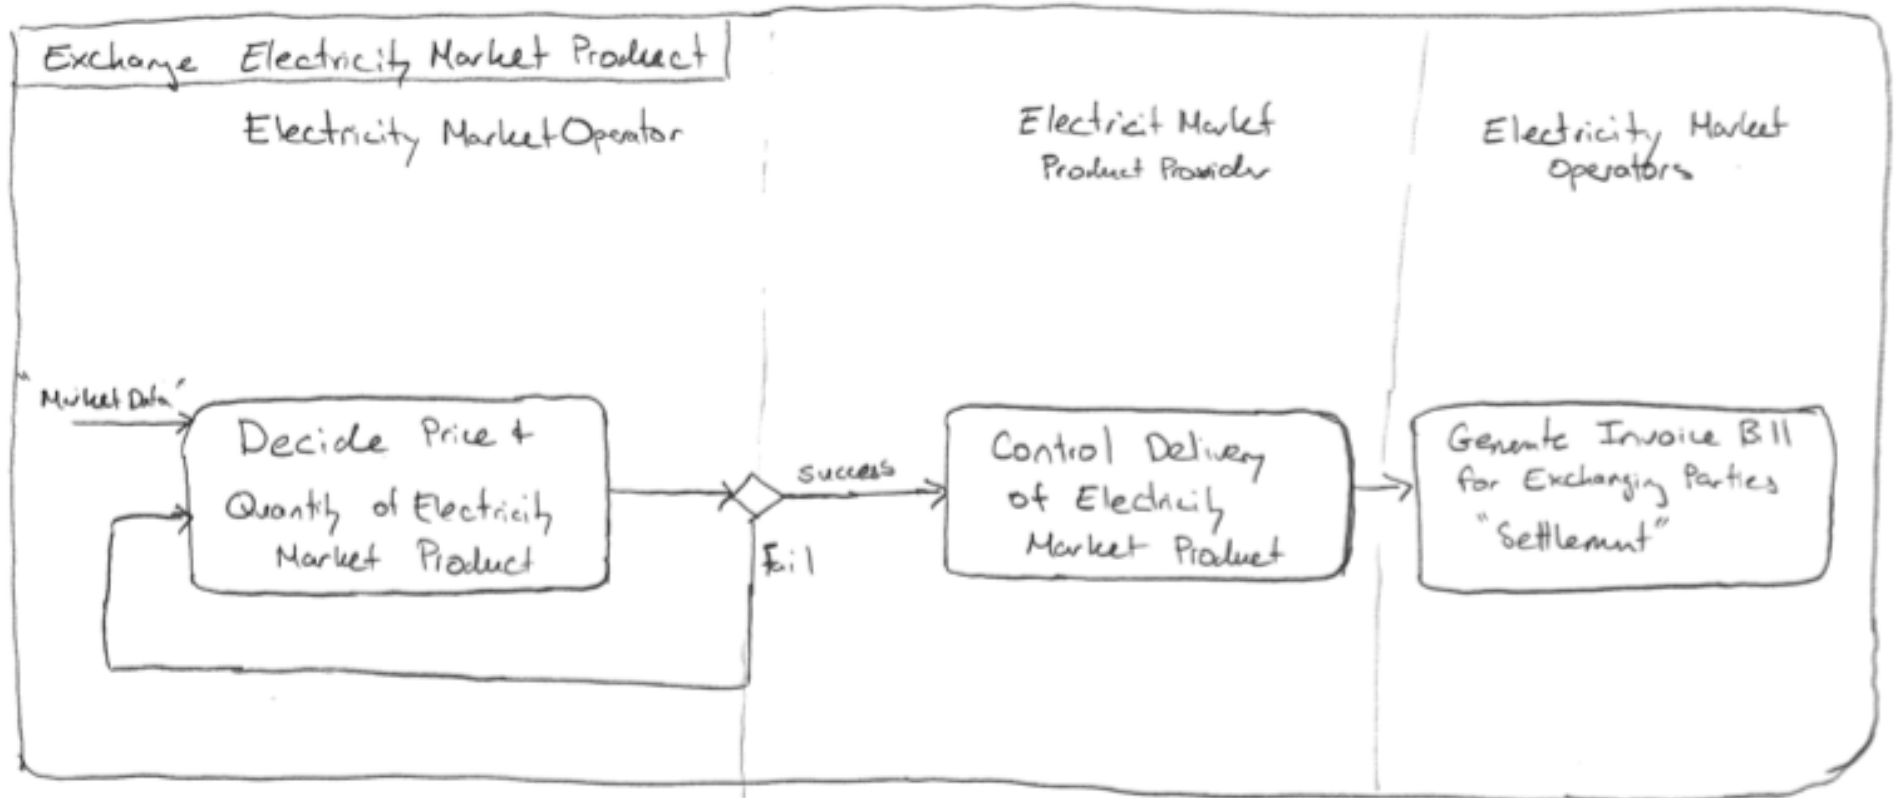 Exchange Electricity Market Product
Electricity Market Operator
Electricit Market
Product Provider
Electricity Market
Operators
"Market Data"
Decide Price &
Quantity of Electricity
Market Product
success
Fail
Control Delivery
of Electricity
Market Product
Generate Invoice Bill
for Exchanging Parties
"Settlement"